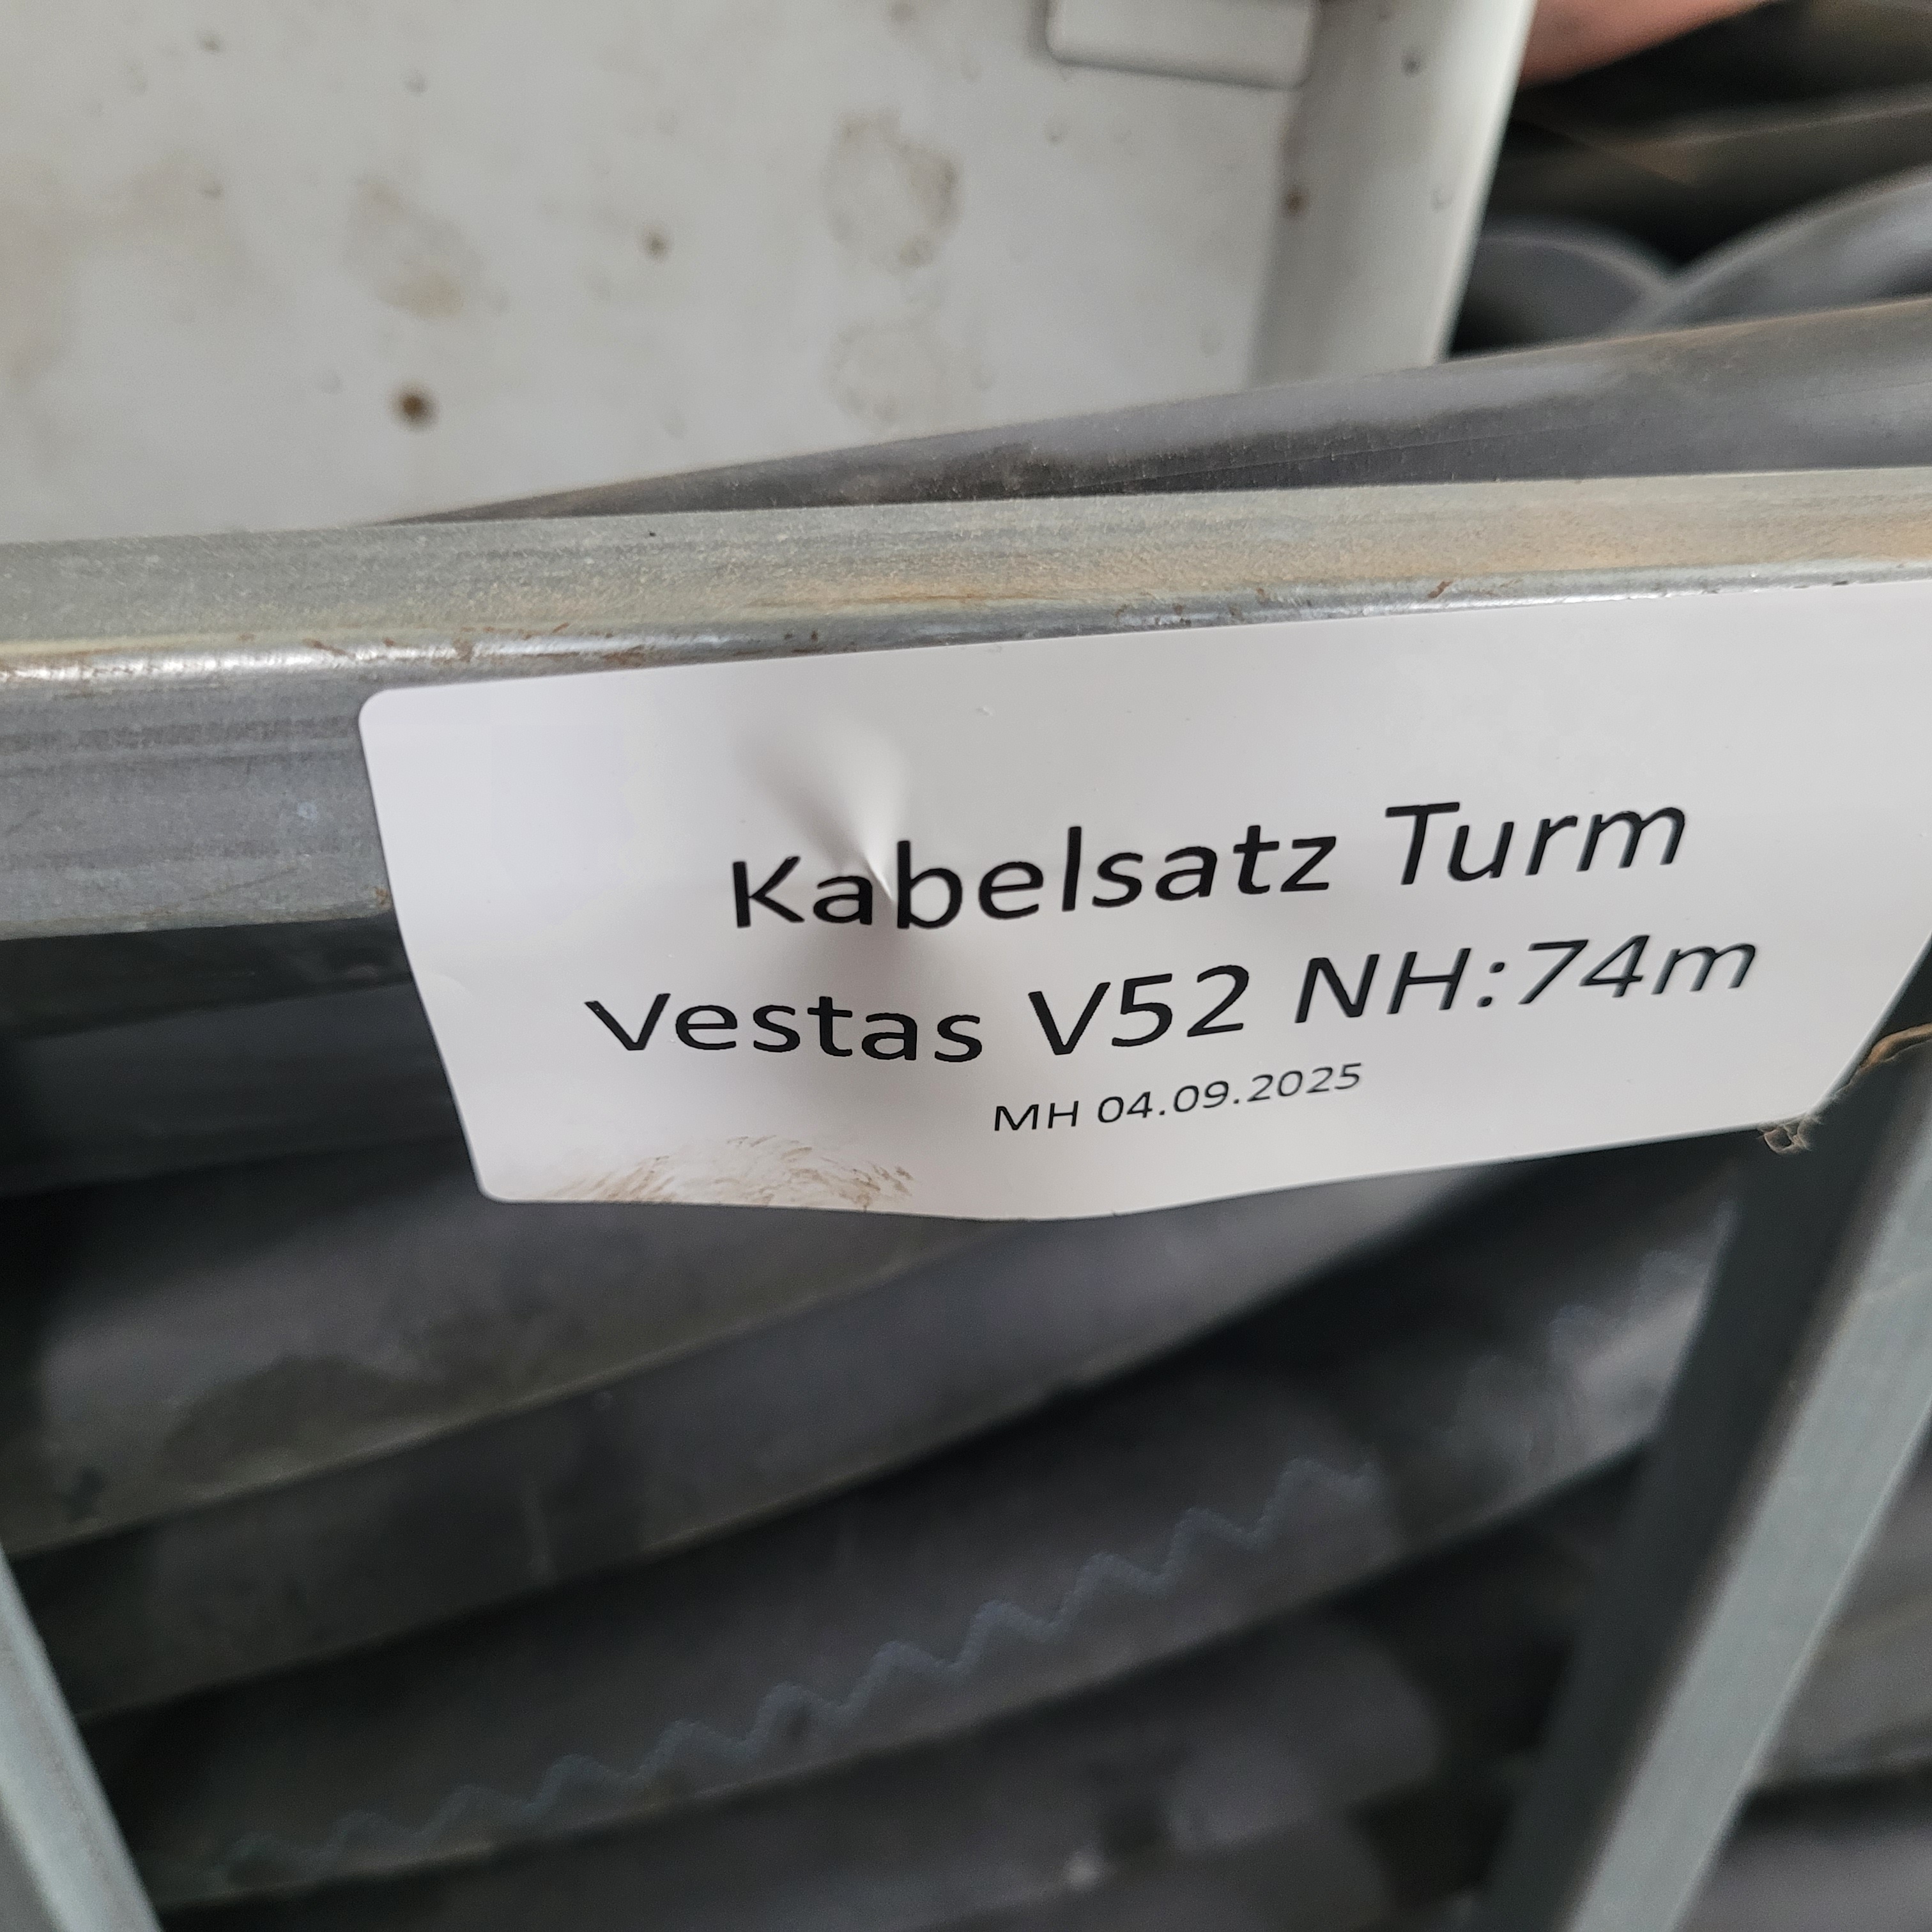 Kabelsatz Turm
Vestas V52 NH:74m
MH 04.09.2025